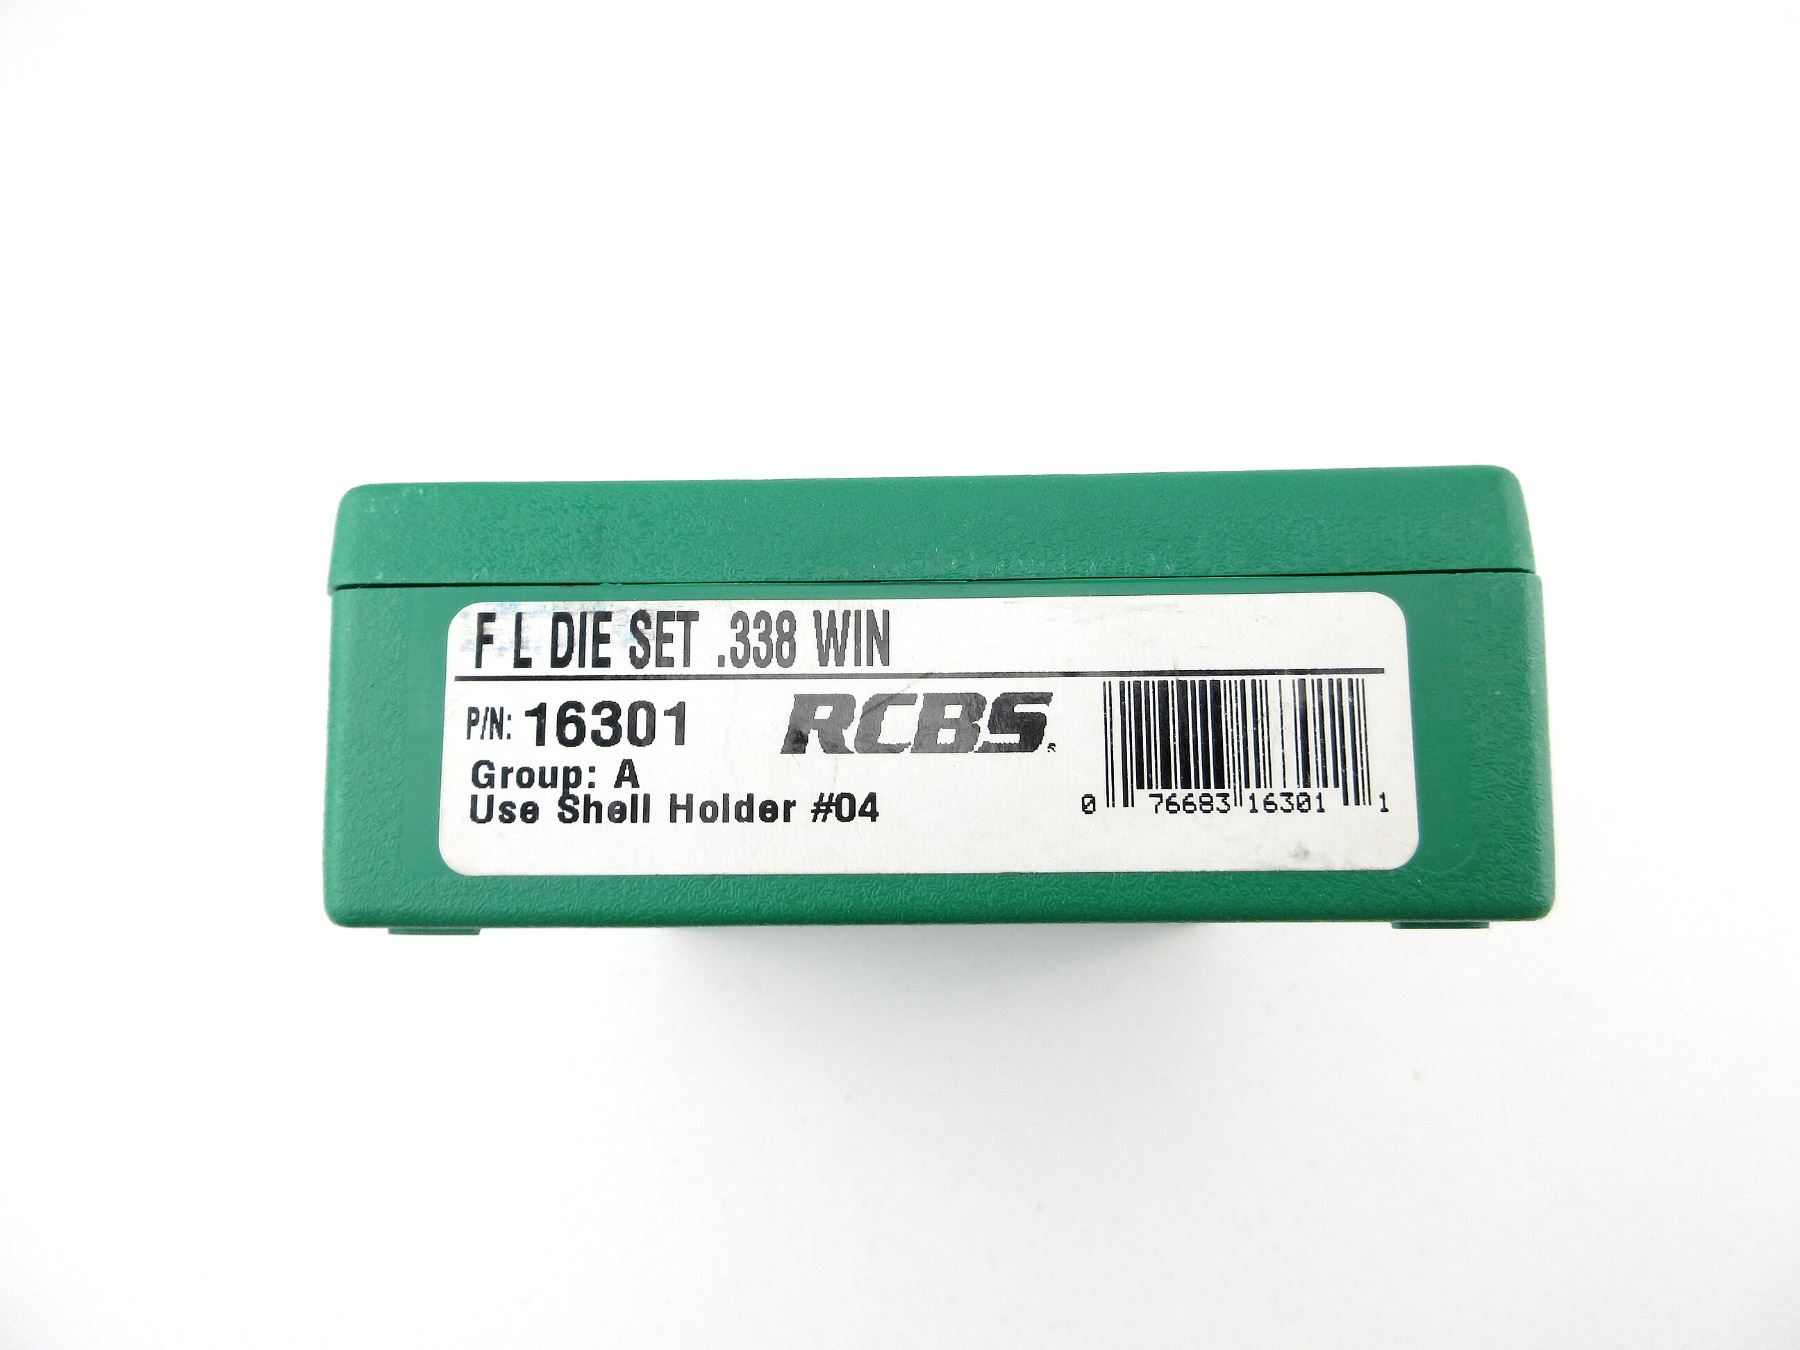 F L DIE SET .338 WIN
P/N: 16301
RCBS
Group: A
Use Shell Holder #04
0 76683 16301 1